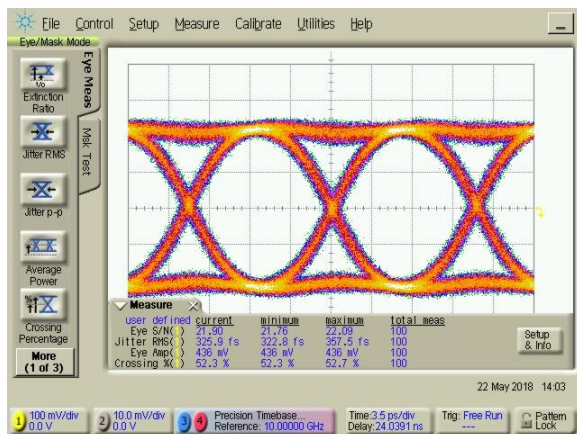 File Control Setup Measure Calibrate Utilities Help
Eye/Mask Mode
Eye Meas
Msk Test
Extinction
Ratio
Jitter RMS
Jitter p-p
Average
Power
Crossing
Percentage
More
(1 of 3)
Measure
user defined current minimum maximum total meas
Eye S/N(1) 21.90 21.76 22.09 100
Jitter RMS(1) 325.9 fs 322.8 fs 357.5 fs 100
Eye Amp(1) 436 mV 436 mV 436 mV 100
Crossing %(1) 52.3 % 52.3 % 52.7 % 100
Setup
& Info
22 May 2018 14:03
1 100 mV/div
0.0 V
2 10.0 mV/div
0.0 V
3 4 Precision Timebase...
Reference: 10.00000 GHz
Time:3.5 ps/div
Delay:24.0391 ns
Trig: Free Run
---
Pattern
Lock